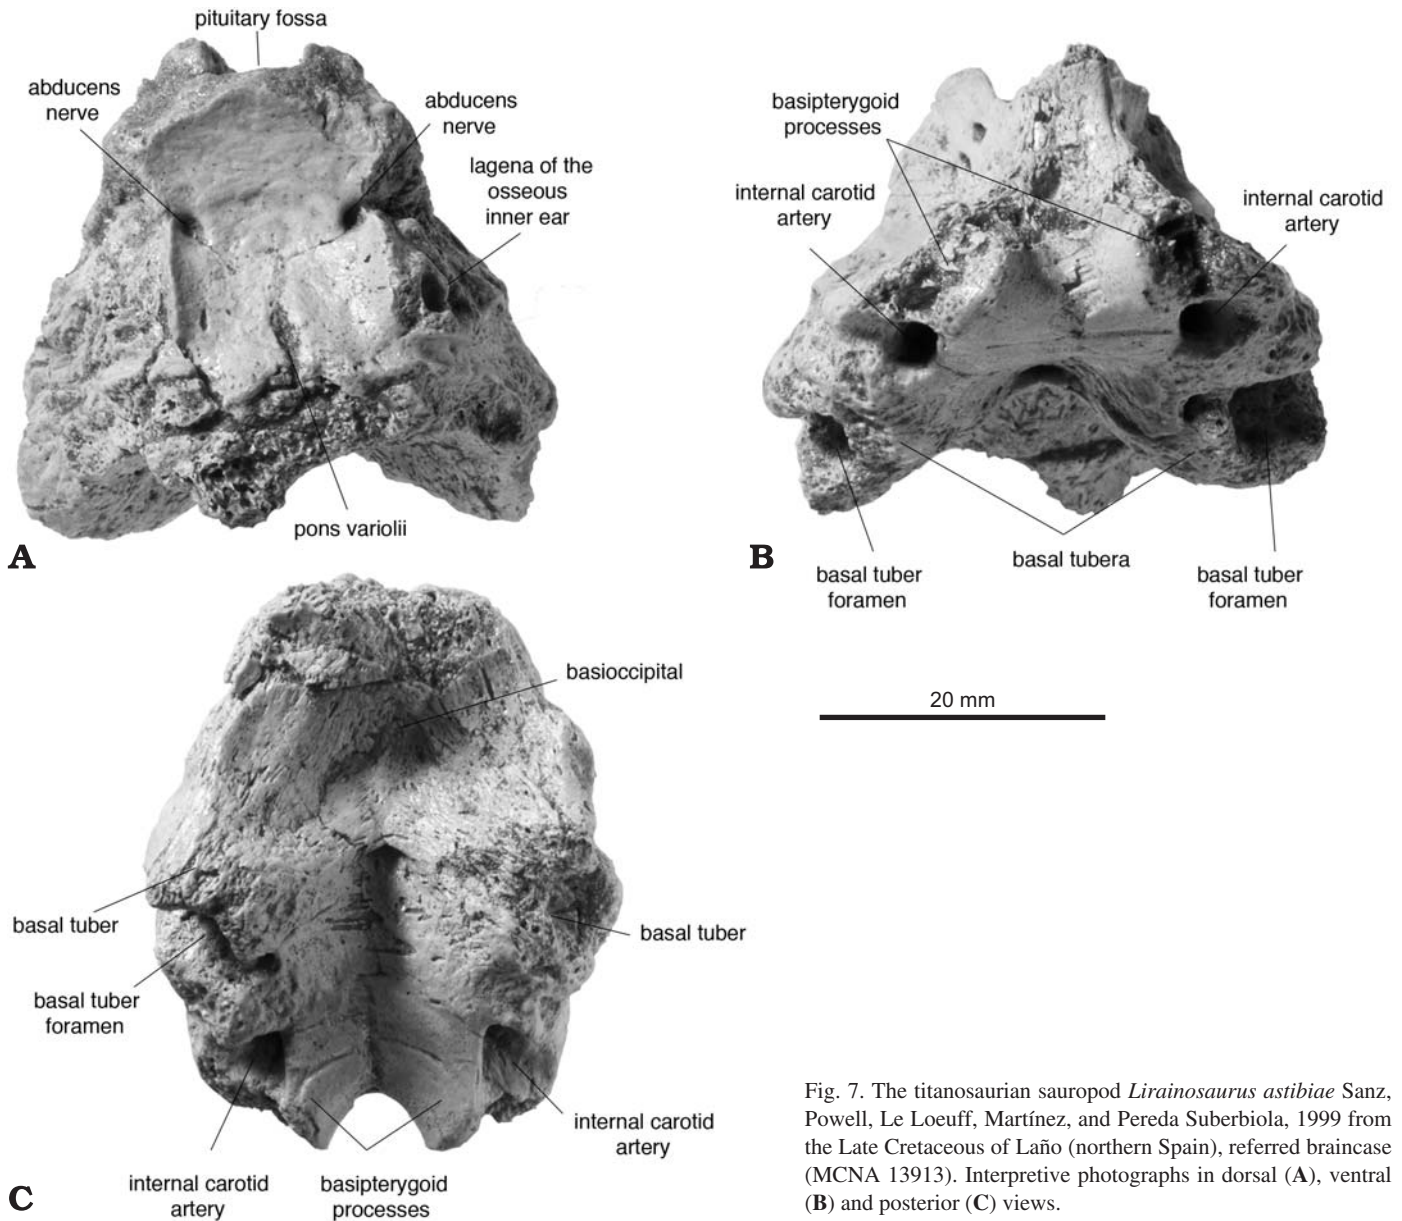 pituitary fossa
abducens
nerve
abducens
nerve
lagena of the
osseous
inner ear
pons variolii
A
basipterygoid
processes
internal carotid
artery
internal carotid
artery
basal tubera
basal tuber
foramen
basal tuber
foramen
B
20 mm
basioccipital
basal tuber
basal tuber
foramen
basal tuber
internal carotid
artery
internal carotid
artery
basipterygoid
processes
C
Fig. 7. The titanosaurian sauropod Lirainosaurus astibiae Sanz,
Powell, Le Loeuff, Martínez, and Pereda Suberbiola, 1999 from
the Late Cretaceous of Laño (northern Spain), referred braincase
(MCNA 13913). Interpretive photographs in dorsal (A), ventral
(B) and posterior (C) views.